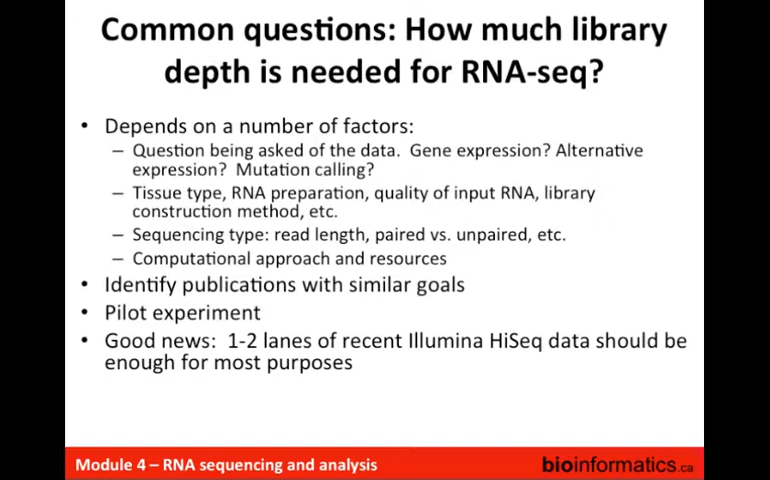 Common questions: How much library
depth is needed for RNA-seq?
• Depends on a number of factors:
– Question being asked of the data. Gene expression? Alternative
expression? Mutation calling?
– Tissue type, RNA preparation, quality of input RNA, library
construction method, etc.
– Sequencing type: read length, paired vs. unpaired, etc.
– Computational approach and resources
• Identify publications with similar goals
• Pilot experiment
• Good news: 1-2 lanes of recent Illumina HiSeq data should be
enough for most purposes
Module 4 – RNA sequencing and analysis
bioinformatics.ca